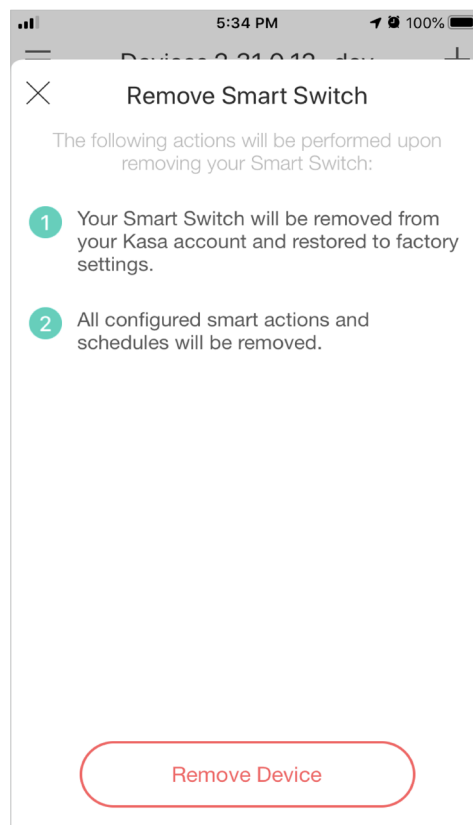 5:34 PM
100%
Remove Smart Switch
The following actions will be performed upon
removing your Smart Switch:
1
Your Smart Switch will be removed from
your Kasa account and restored to factory
settings.
2
All configured smart actions and
schedules will be removed.
Remove Device